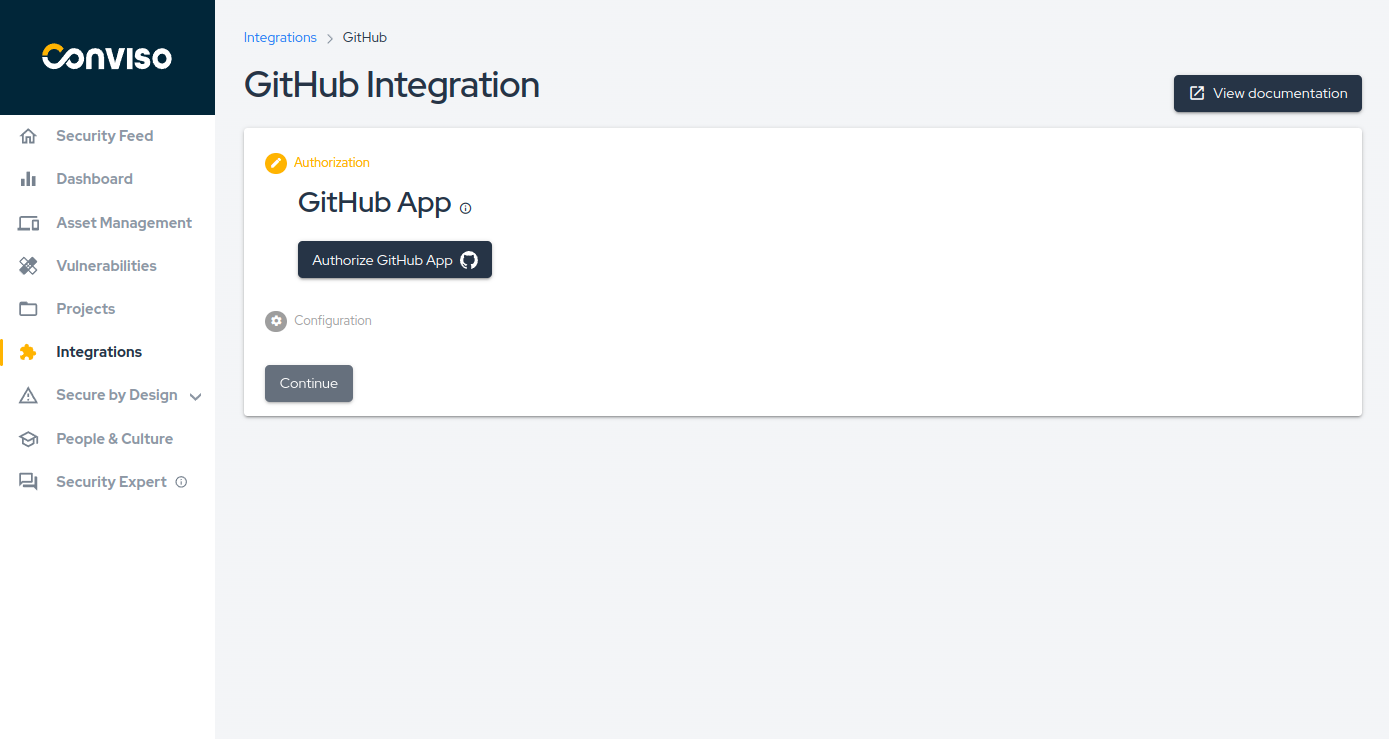 Conviso
Security Feed
Dashboard
Asset Management
Vulnerabilities
Projects
Integrations
Secure by Design
People & Culture
Security Expert
Integrations > GitHub
GitHub Integration
View documentation
Authorization
GitHub App
Authorize GitHub App
Configuration
Continue